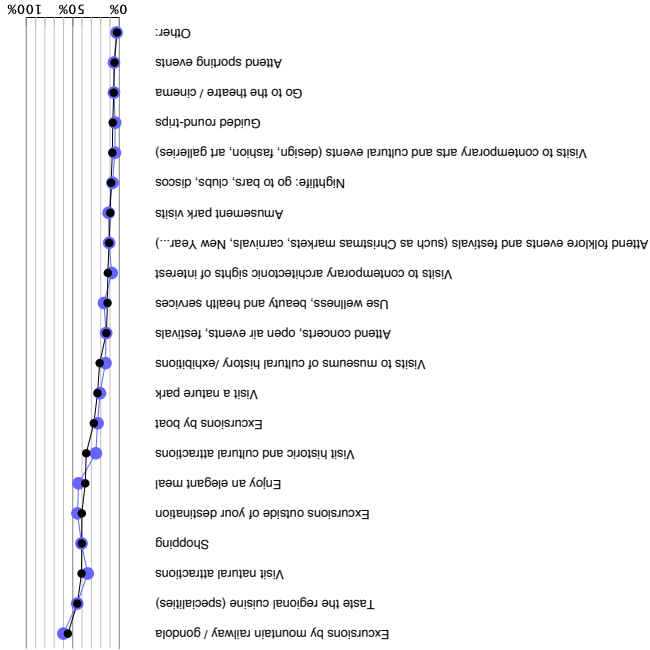 Excursions by mountain railway / gondola
Taste the regional cuisine (specialities)
Visit natural attractions
Shopping
Excursions outside of your destination
Enjoy an elegant meal
Visit historic and cultural attractions
Excursions by boat
Visit a nature park
Visits to museums of cultural history /exhibitions
Attend concerts, open air events, festivals
Use wellness, beauty and health services
Visits to contemporary architectonic sights of interest
Attend folklore events and festivals (such as Christmas markets, carnivals, New Year...)
Amusement park visits
Nightlife: go to bars, clubs, discos
Visits to contemporary arts and cultural events (design, fashion, art galleries)
Guided round-trips
Go to the theatre / cinema
Attend sporting events
Other:
0% 50% 100%